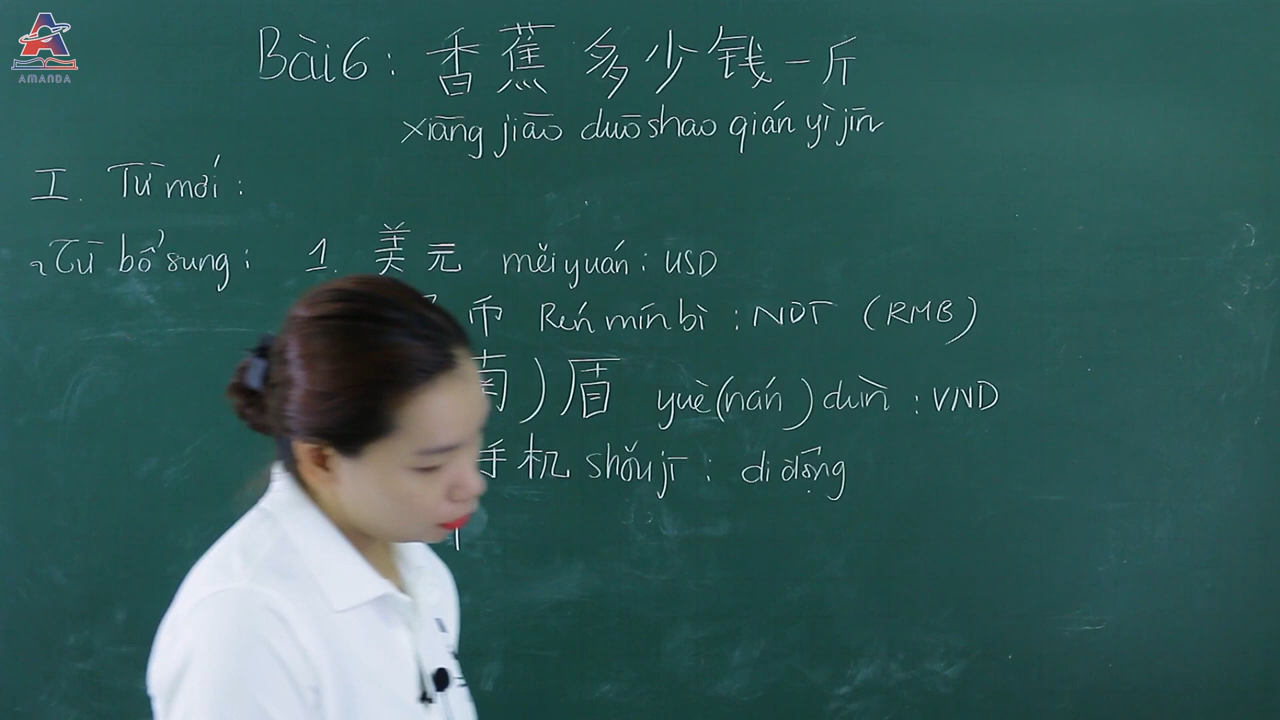 AMANDA
Bài 6: 香蕉 多少钱一斤
xiāng jiāo duō shao qián yì jīn
I. Từ mới:
Từ bổ sung: 1. 美元 měi yuán: USD
币 Rén mín bì: NDT (RMB)
南)盾 yuè (nán) dùn: VND
手机 shǒu jī: di động